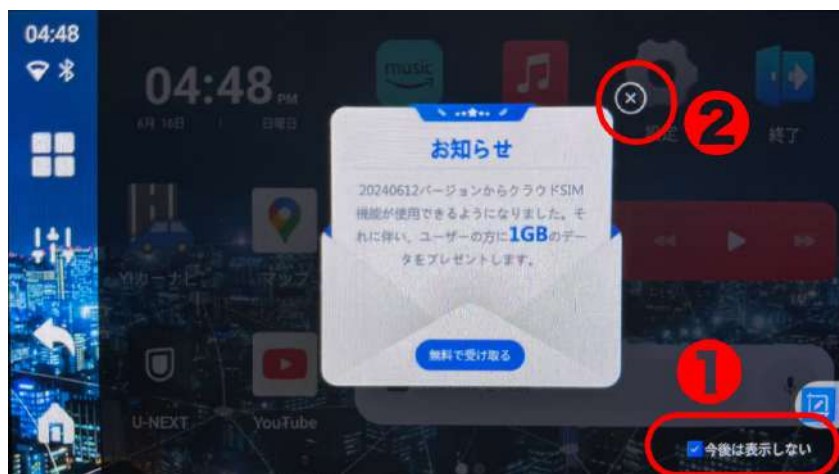 04:48
04:48 PM
6月 16日 | 日曜日
music
設定
終了
お知らせ
20240612バージョンからクラウドSIM
機能が使用できるようになりました。そ
れに伴い、ユーザーの方に1GBのデー
タをプレゼントします。
無料で受け取る
Y!カーナビ
マップ
U-NEXT
YouTube
今後は表示しない
1
2